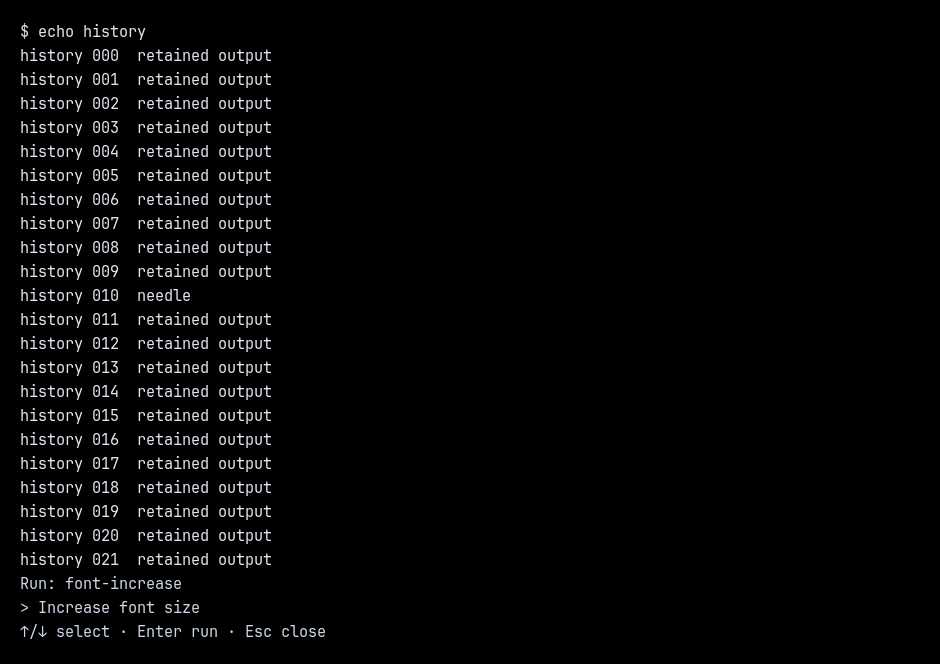 $ echo history
history 000  retained output
history 001  retained output
history 002  retained output
history 003  retained output
history 004  retained output
history 005  retained output
history 006  retained output
history 007  retained output
history 008  retained output
history 009  retained output
history 010  needle
history 011  retained output
history 012  retained output
history 013  retained output
history 014  retained output
history 015  retained output
history 016  retained output
history 017  retained output
history 018  retained output
history 019  retained output
history 020  retained output
history 021  retained output
Run: font-increase
> Increase font size
↑/↓ select · Enter run · Esc close